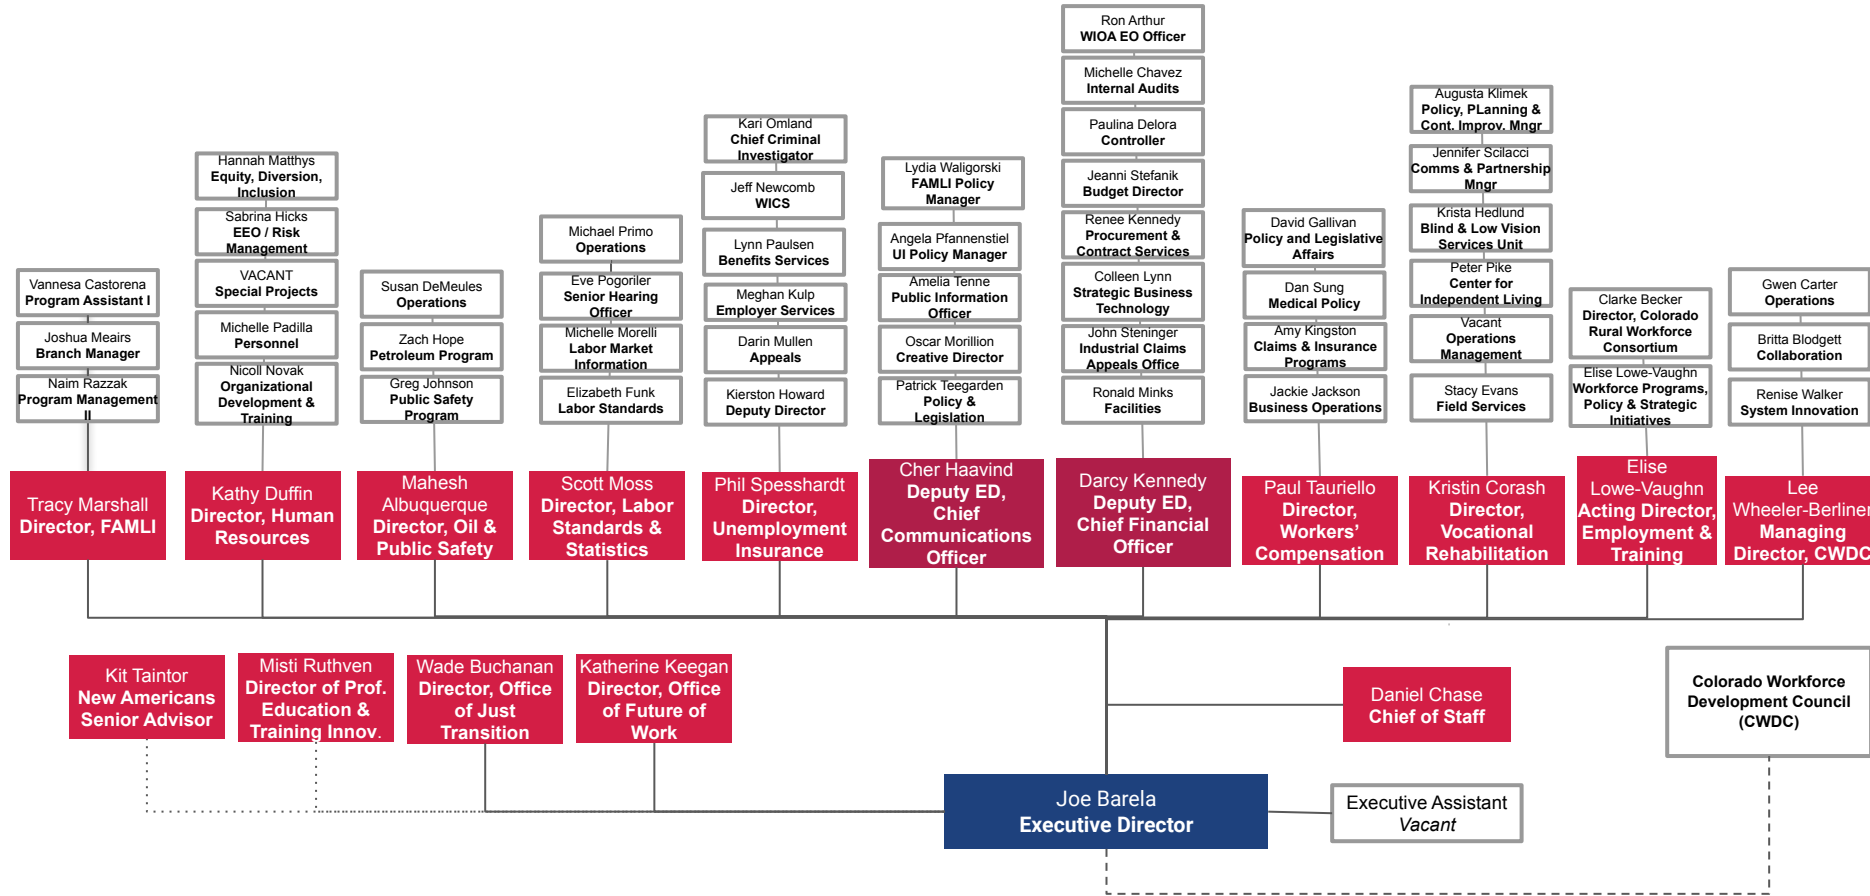 Ron Arthur
WIOA EO Officer
Michelle Chavez
Internal Audits
Paulina Delora
Controller
Jeanni Stefanik
Budget Director
Renee Kennedy
Procurement &
Contract Services
Colleen Lynn
Strategic Business
Technology
John Steninger
Industrial Claims
Appeals Office
Ronald Minks
Facilities
Vannesa Castorena
Program Assistant I
Joshua Meairs
Branch Manager
Naim Razzak
Program Management
II
Hannah Matthys
Equity, Diversion,
Inclusion
Sabrina Hicks
EEO / Risk
Management
VACANT
Special Projects
Michelle Padilla
Personnel
Nicoll Novak
Organizational
Development &
Training
Susan DeMeules
Operations
Zach Hope
Petroleum Program
Greg Johnson
Public Safety
Program
Michael Primo
Operations
Eve Pogoriler
Senior Hearing
Officer
Michelle Morelli
Labor Market
Information
Elizabeth Funk
Labor Standards
Kari Omland
Chief Criminal
Investigator
Jeff Newcomb
WICS
Lynn Paulsen
Benefits Services
Meghan Kulp
Employer Services
Darin Mullen
Appeals
Kierston Howard
Deputy Director
Lydia Waligorski
FAMLI Policy
Manager
Angela Pfannenstiel
UI Policy Manager
Amelia Tenne
Public Information
Officer
Oscar Morillion
Creative Director
Patrick Teegarden
Policy &
Legislation
David Gallivan
Policy and Legislative
Affairs
Dan Sung
Medical Policy
Amy Kingston
Claims & Insurance
Programs
Jackie Jackson
Business Operations
Augusta Klimek
Policy, PLanning &
Cont. Improv. Mngr
Jennifer Scilacci
Comms & Partnership
Mngr
Krista Hedlund
Blind & Low Vision
Services Unit
Peter Pike
Center for
Independent Living
Vacant
Operations
Management
Stacy Evans
Field Services
Clarke Becker
Director, Colorado
Rural Workforce
Consortium
Elise Lowe-Vaughn
Workforce Programs,
Policy & Strategic
Initiatives
Gwen Carter
Operations
Britta Blodgett
Collaboration
Renise Walker
System Innovation
Tracy Marshall
Director, FAMLI
Kathy Duffin
Director, Human
Resources
Mahesh
Albuquerque
Director, Oil &
Public Safety
Scott Moss
Director, Labor
Standards &
Statistics
Phil Spesshardt
Director,
Unemployment
Insurance
Cher Haavind
Deputy ED,
Chief
Communications
Officer
Darcy Kennedy
Deputy ED,
Chief Financial
Officer
Paul Tauriello
Director,
Workers’
Compensation
Kristin Corash
Director,
Vocational
Rehabilitation
Elise
Lowe-Vaughn
Acting Director,
Employment &
Training
Lee
Wheeler-Berliner
Managing
Director, CWDC
Kit Taintor
New Americans
Senior Advisor
Misti Ruthven
Director of Prof.
Education &
Training Innov.
Wade Buchanan
Director, Office
of Just
Transition
Katherine Keegan
Director, Office
of Future of
Work
Daniel Chase
Chief of Staff
Colorado Workforce
Development Council
(CWDC)
Joe Barela
Executive Director
Executive Assistant
Vacant